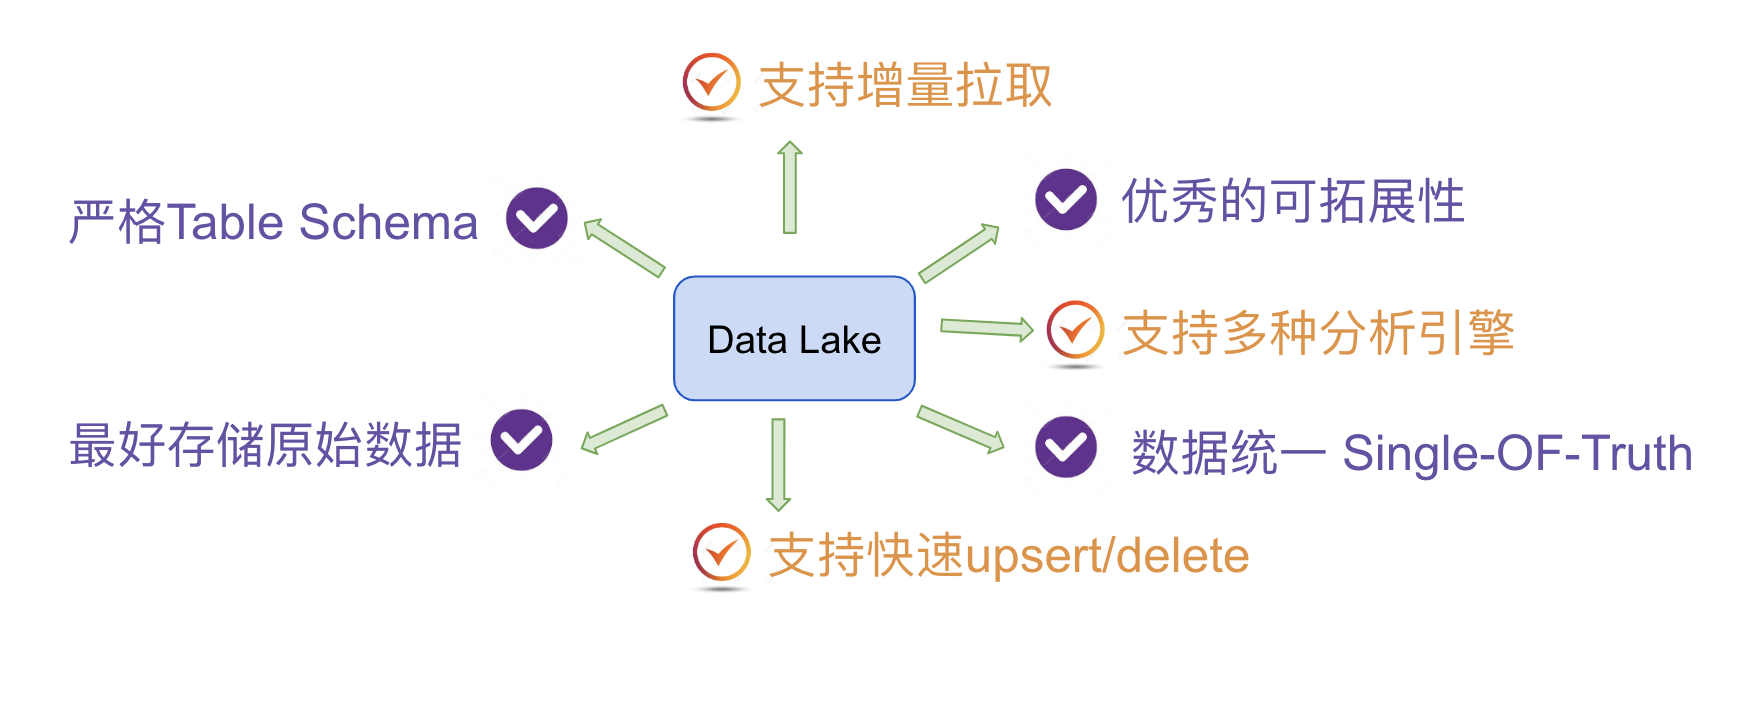 支持增量拉取
严格Table Schema
优秀的可拓展性
Data Lake
支持多种分析引擎
最好存储原始数据
数据统一 Single-OF-Truth
支持快速upsert/delete